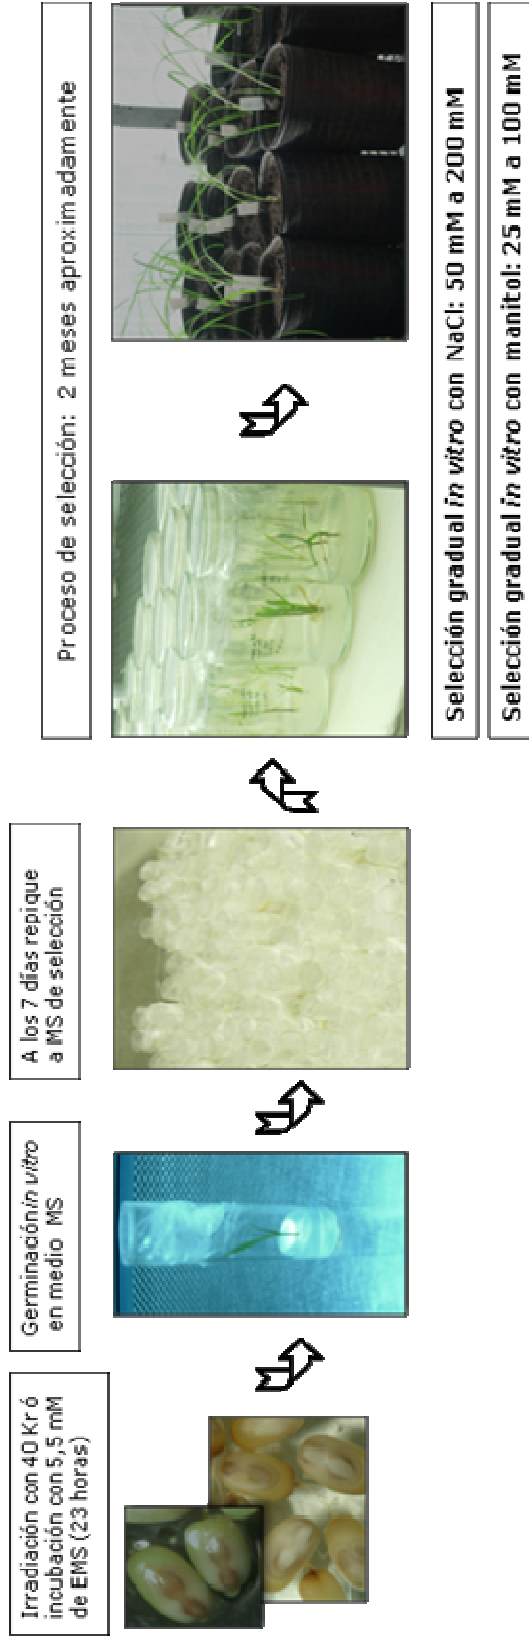 Irradiación con 40 Kr ó
incubación con 5,5 mM
de EMS (23 horas)
Germinación in vitro
en medio MS
A los 7 días repique
a MS de selección
Proceso de selección: 2 meses aproximadamente
Selección gradual in vitro con NaCl: 50 mM a 200 mM
Selección gradual in vitro con manitol: 25 mM a 100 mM